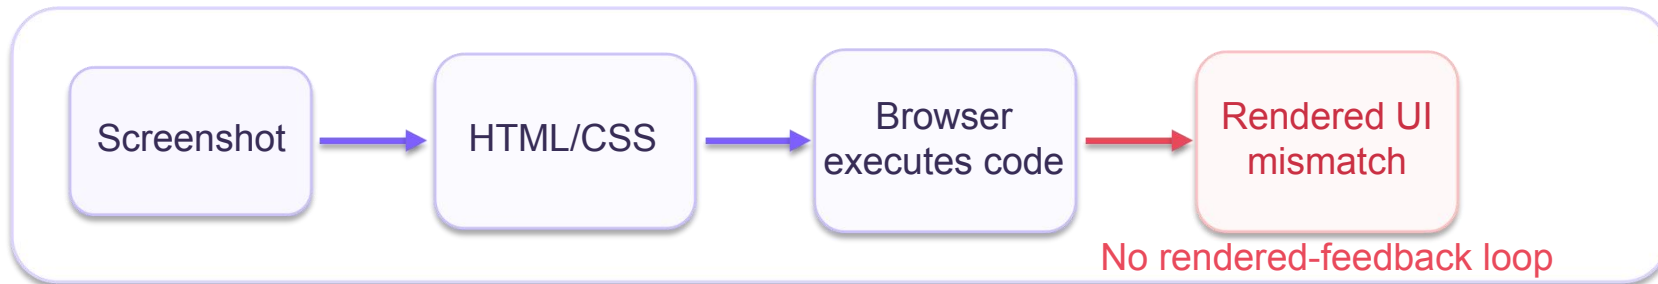 Screenshot
HTML/CSS
Browser
executes code
Rendered UI
mismatch
No rendered-feedback loop